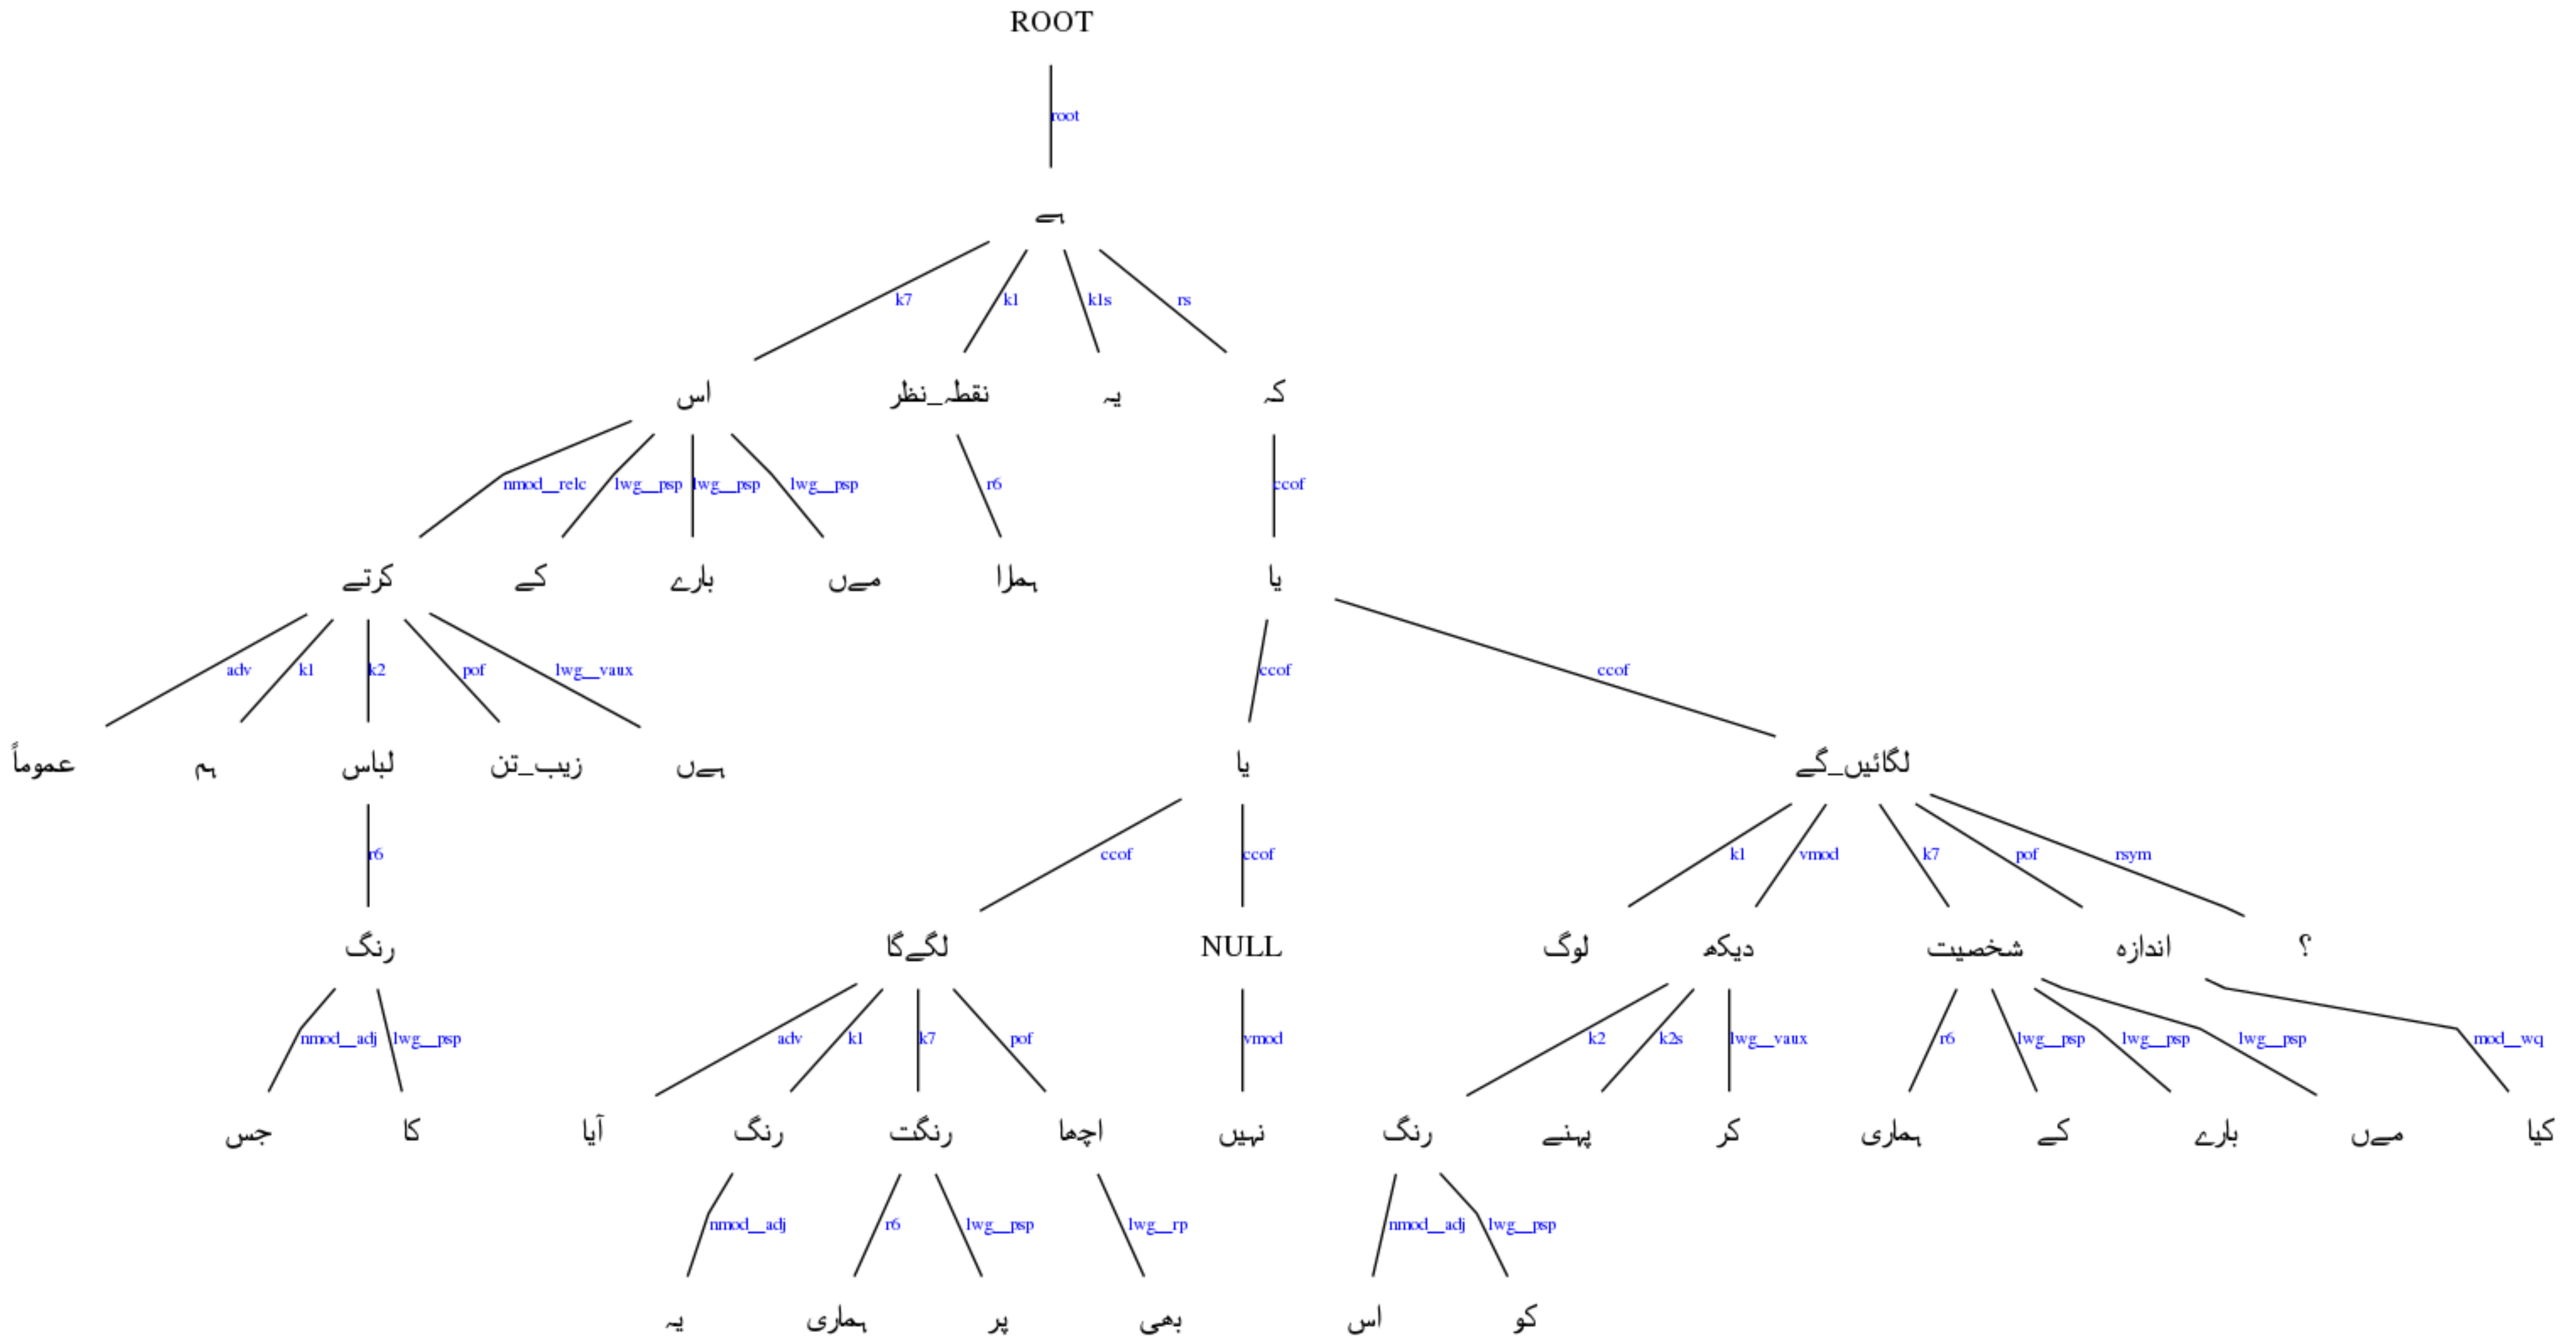 ROOT
root
ہے
k7 k1 k1s rs
اس نقطہ_نظر یہ کہ
nmod__relc lwg__psp lwg__psp lwg__psp r6 ccof
کرتے کے بارے مےں ہمارا یا
adv k1 k2 pof lwg__vaux ccof ccof
عموماً ہم لباس زیب_تن ہےں یا لگائیں_گے
r6 ccof ccof k1 vmod k7 pof rsym
رنگ لگےگا NULL لوگ دیکھ شخصیت اندازہ ؟
nmod__adj lwg__psp adv k1 k7 pof vmod k2 k2s lwg__vaux r6 lwg__psp lwg__psp lwg__psp mod__wq
جس کا آیا رنگ رنگت اچھا نہیں رنگ پہنے کر ہماری کے بارے مےں کیا
nmod__adj r6 lwg__psp lwg__rp nmod__adj lwg__psp
یہ ہماری پر بھی اس کو